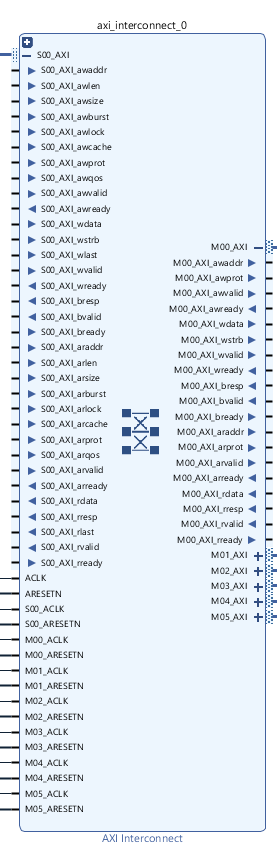 axi_interconnect_0
S00_AXI
S00_AXI_awaddr
S00_AXI_awlen
S00_AXI_awsize
S00_AXI_awburst
S00_AXI_awlock
S00_AXI_awcache
S00_AXI_awprot
S00_AXI_awqos
S00_AXI_awvalid
S00_AXI_awready
S00_AXI_wdata
S00_AXI_wstrb
S00_AXI_wlast
S00_AXI_wvalid
S00_AXI_wready
S00_AXI_bresp
S00_AXI_bvalid
S00_AXI_bready
S00_AXI_araddr
S00_AXI_arlen
S00_AXI_arsize
S00_AXI_arburst
S00_AXI_arlock
S00_AXI_arcache
S00_AXI_arprot
S00_AXI_arqos
S00_AXI_arvalid
S00_AXI_arready
S00_AXI_rdata
S00_AXI_rresp
S00_AXI_rlast
S00_AXI_rvalid
S00_AXI_rready
ACLK
ARESETN
S00_ACLK
S00_ARESETN
M00_ACLK
M00_ARESETN
M01_ACLK
M01_ARESETN
M02_ACLK
M02_ARESETN
M03_ACLK
M03_ARESETN
M04_ACLK
M04_ARESETN
M05_ACLK
M05_ARESETN
M00_AXI
M00_AXI_awaddr
M00_AXI_awprot
M00_AXI_awvalid
M00_AXI_awready
M00_AXI_wdata
M00_AXI_wstrb
M00_AXI_wvalid
M00_AXI_wready
M00_AXI_bresp
M00_AXI_bvalid
M00_AXI_bready
M00_AXI_araddr
M00_AXI_arprot
M00_AXI_arvalid
M00_AXI_arready
M00_AXI_rdata
M00_AXI_rresp
M00_AXI_rvalid
M00_AXI_rready
M01_AXI
M02_AXI
M03_AXI
M04_AXI
M05_AXI
AXI Interconnect